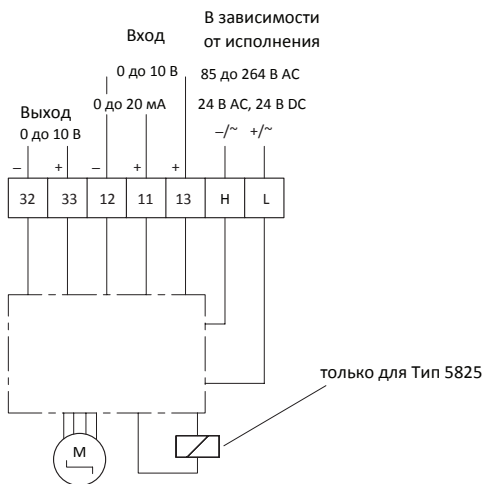 В зависимости
от исполнения
Вход
0 до 10 В
85 до 264 В AC
0 до 20 мА
24 В AC, 24 В DC
Выход
0 до 10 В
–/~ +/~
– + – + +
32 33 12 11 13 H L
только для Тип 5825
M